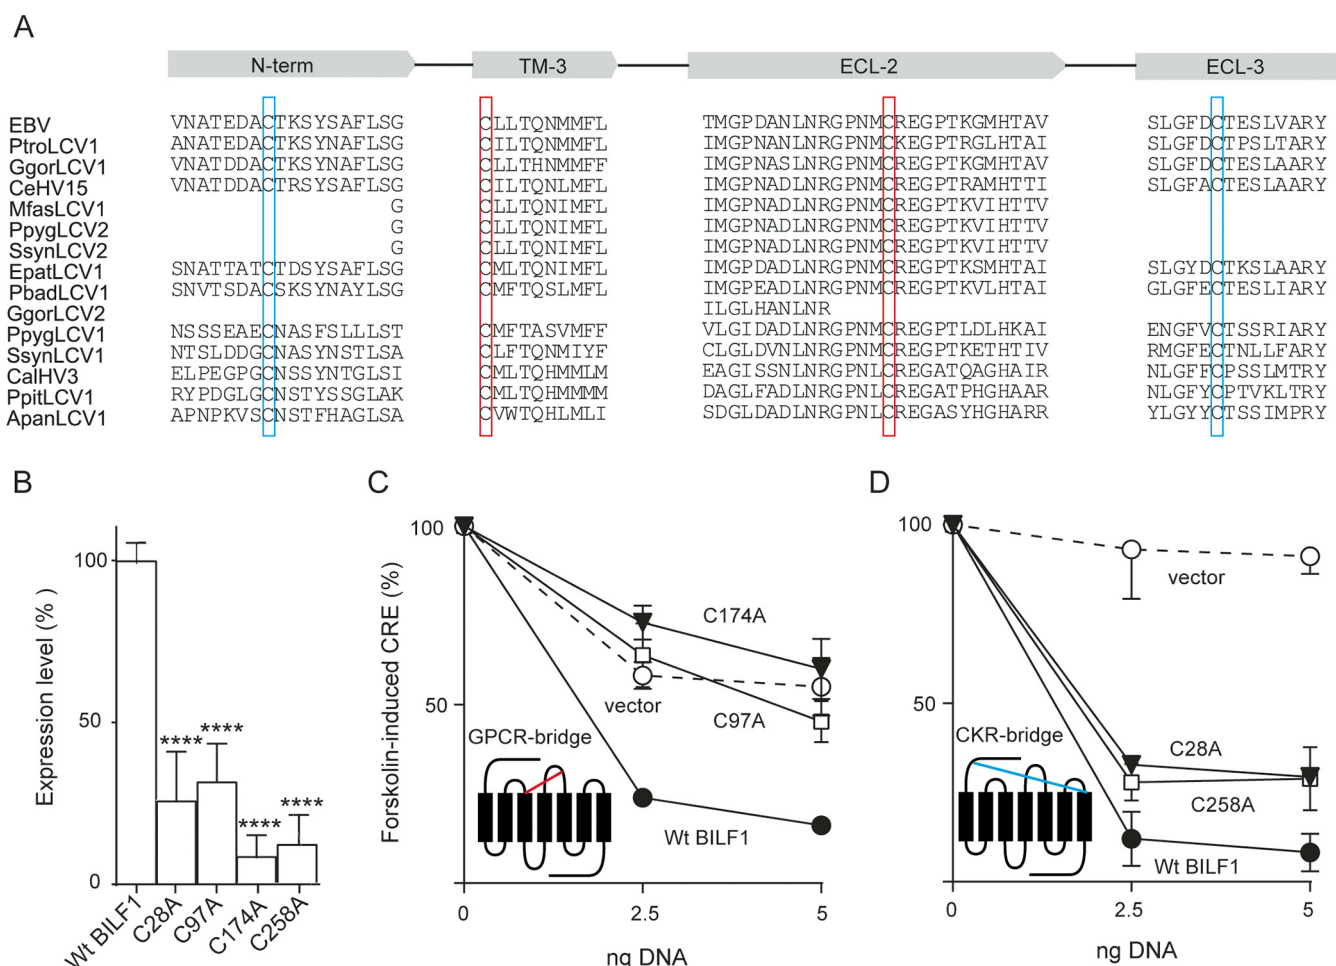 A
N-term TM-3 ECL-2 ECL-3
EBV VNATEDACTKSYSAFLSG CLLTQNMMFL TMGPDANLNRGPNMCREGPTKGMHTAV SLGFDCTESLVARY
PtroLCV1 ANATEDACTKSYNAFLSG CILTQNMMFL IMGPNANLNRGPNMCKEGPTRGLHTAI SLGFDCTPSLTARY
GgorLCV1 VNATDDACTKSYSAFLSG CLLTHNMMFF IMGPNASLNRGPNMCREGPTKGMHTAV SLGFDCTESLAARY
CeHV15 VNATEDACTRSYSAFLSG CILTQNLMFL IMGPNADLNRGPNMCREGPTRAMHTTI SLGFACTESLAARY
MfasLCV1 G CLLTQNIMFL IMGPNADLNRGPNMCREGPTKVIHTTV
PpygLCV2 G CLLTQNIMFL IMGPNADLNRGPNMCREGPTKVIHTTV
SsynLCV2 G CLLTQNIMFL IMGPNADLNRGPNMCREGPTKVIHTTV
EpatLCV1 SNATTATCTDSYSAFLSG CMLTQNMMFL IMGPDADLNRGPNMCREGPTKSMHTAI SLGYDCTKSLAARY
PbadLCV1 SNVTSDACSKSYNAYLSG CMFTQSLMFL IMGPEADLNRGPNMCREGPTKVLHTAI GLGFECTESLIARY
GgorLCV2 ILGLHANLNR
PpygLCV1 NSSSEAECNASFSLLLST CMFTASVMFF VLGIDADLNRGPNMCREGPTLDLHKAI ENGFVCTSSRIARY
SsynLCV1 NTSLDDGCNASYNSTLSA CLFTQNMIYF CLGLDVNLNRGPNMCREGPTKETHTIV RMGFECTNLLFARY
CalHV3 ELPEGPGCNSSYNTGLSI CMLTQHMMLM EAGISSNLNRGPNMCREGATQAGHAIR NLGFFCPSSLMTRY
PpitLCV1 RYPDGLGCNSTYSSGLAK CMLTQHMMMM DAGLFADLNRGPNMCREGATPHGHAAR NLGFYCPTVKLTRY
ApanLCV1 APNPKVSCNSTFHAGLSA CVWTQHLMLI SDGLDADLNRGPNLCREGASYHGHARR YLGYYCTSSIMPRY
B
Expression level (% )
100
50
0
****
****
****
****
Wt BILF1
C28A
C97A
C174A
C258A
C
Forskolin-induced CRE (%)
100
50
C174A
vector
C97A
GPCR-bridge
Wt BILF1
0 2.5 5
ng DNA
D
100
50
vector
CKR-bridge
C28A
C258A
Wt BILF1
0 2.5 5
ng DNA